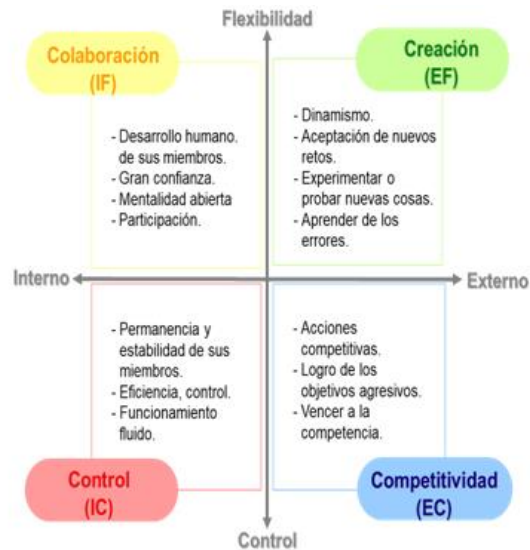 Flexibilidad
Colaboración
(IF)
Creación
(EF)
- Desarrollo humano.
de sus miembros.
- Gran confianza.
- Mentalidad abierta
- Participación.
- Dinamismo.
- Aceptación de nuevos
retos.
- Experimentar o
probar nuevas cosas.
- Aprender de los
errores.
Interno
Externo
- Permanencia y
estabilidad de sus
miembros.
- Eficiencia, control.
- Funcionamiento
fluido.
- Acciones
competitivas.
- Logro de los
objetivos agresivos.
- Vencer a la
competencia.
Control
(IC)
Competitividad
(EC)
Control